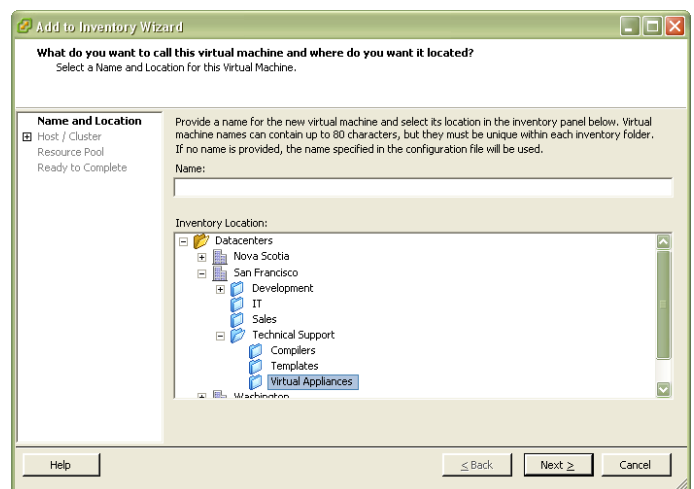 Add to Inventory Wizard
What do you want to call this virtual machine and where do you want it located?
Select a Name and Location for this Virtual Machine.
Name and Location
Host / Cluster
Resource Pool
Ready to Complete
Provide a name for the new virtual machine and select its location in the inventory panel below. Virtual
machine names can contain up to 80 characters, but they must be unique within each inventory folder.
If no name is provided, the name specified in the configuration file will be used.
Name:
Inventory Location:
Datacenters
Nova Scotia
San Francisco
Development
IT
Sales
Technical Support
Compilers
Templates
Virtual Appliances
Washington
Help
≤ Back
Next ≥
Cancel